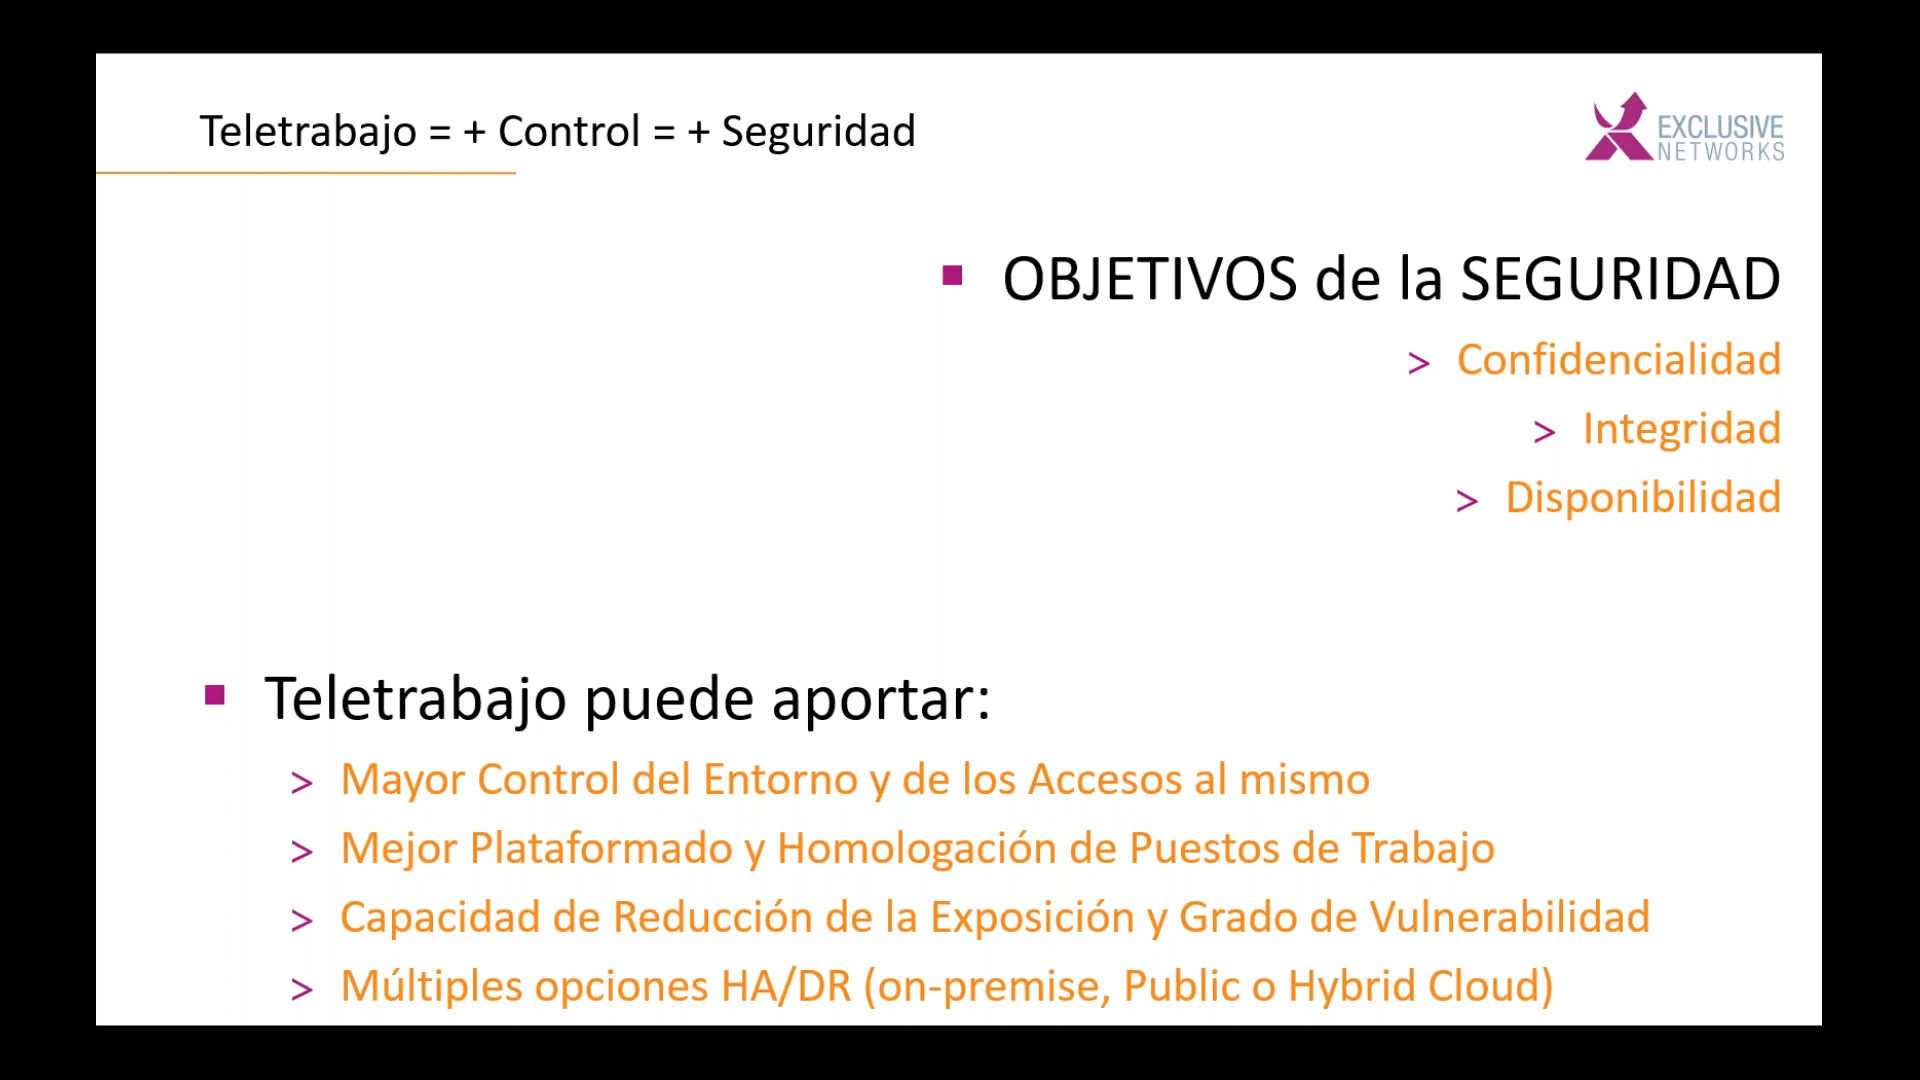 Teletrabajo = + Control = + Seguridad
EXCLUSIVE
NETWORKS
▪ OBJETIVOS de la SEGURIDAD
> Confidencialidad
> Integridad
> Disponibilidad
▪ Teletrabajo puede aportar:
> Mayor Control del Entorno y de los Accesos al mismo
> Mejor Plataformado y Homologación de Puestos de Trabajo
> Capacidad de Reducción de la Exposición y Grado de Vulnerabilidad
> Múltiples opciones HA/DR (on-premise, Public o Hybrid Cloud)